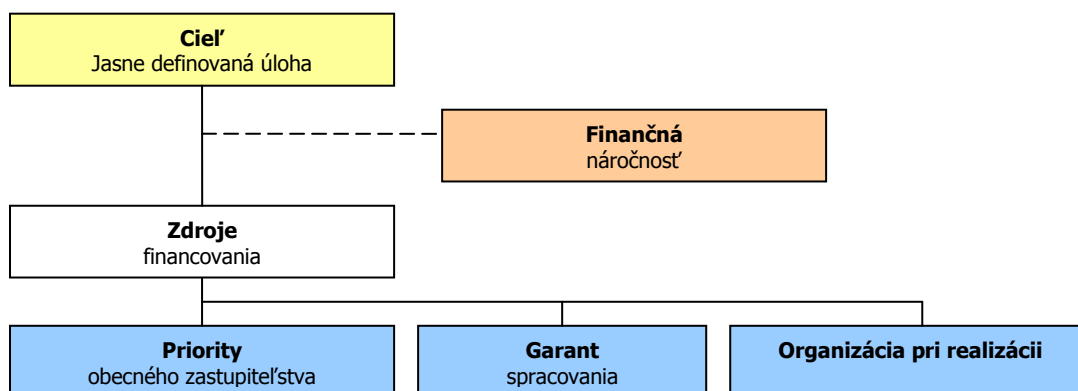 Cieľ
Jasne definovaná úloha
Finančná
náročnosť
Zdroje
financovania
Priority
obecného zastupiteľstva
Garant
spracovania
Organizácia pri realizácii